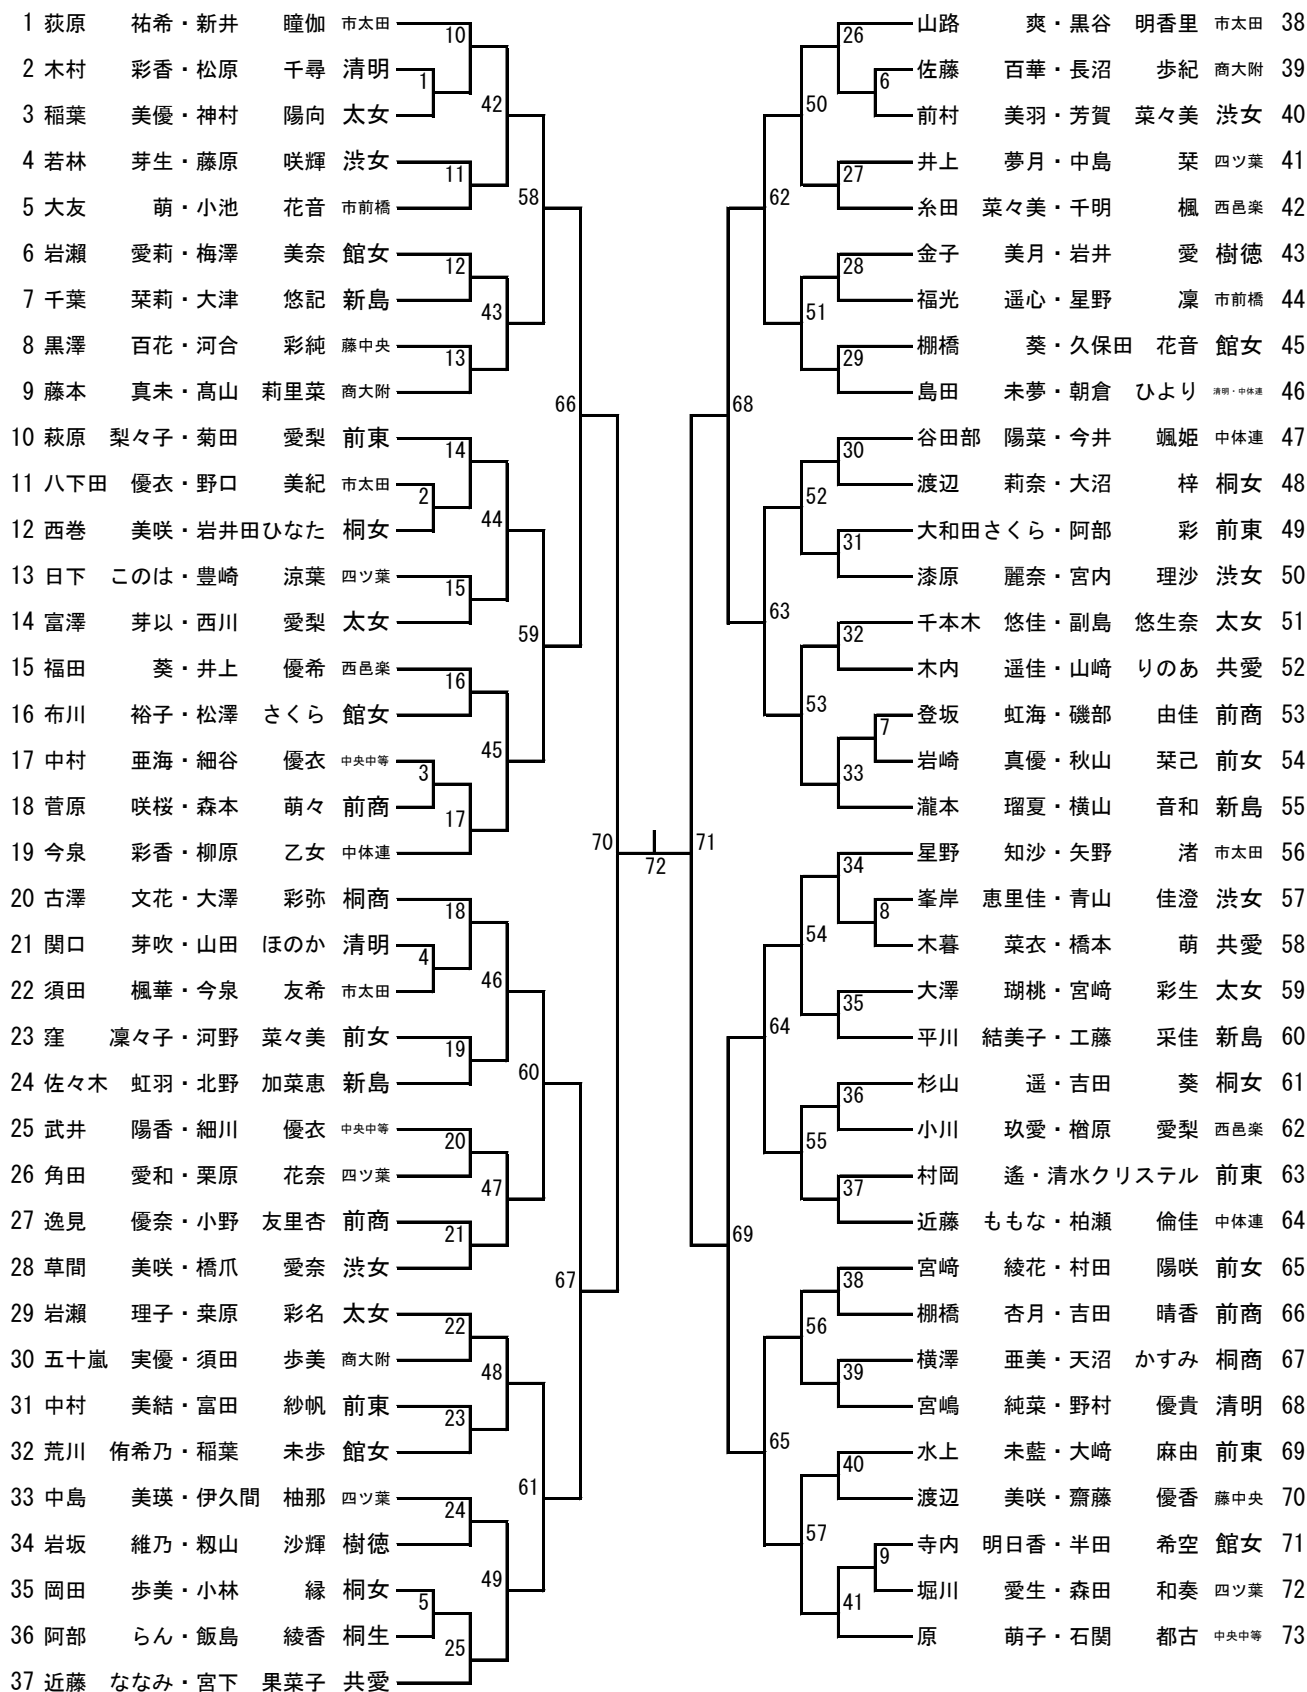 1 荻原 祐希・新井 瞳伽 市太田
2 木村 彩香・松原 千尋 清明
3 稲葉 美優・神村 陽向 太女
4 若林 芽生・藤原 咲輝 渋女
5 大友 萌・小池 花音 市前橋
6 岩瀬 愛莉・梅澤 美奈 館女
7 千葉 栞莉・大津 悠記 新島
8 黒澤 百花・河合 彩純 藤中央
9 藤本 真未・髙山 莉里菜 商大附
10 萩原 梨々子・菊田 愛梨 前東
11 八下田 優衣・野口 美紀 市太田
12 西巻 美咲・岩井田ひなた 桐女
13 日下 このは・豊崎 涼葉 四ツ葉
14 富澤 芽以・西川 愛梨 太女
15 福田 葵・井上 優希 西邑楽
16 布川 裕子・松澤 さくら 館女
17 中村 亜海・細谷 優衣 中央中等
18 菅原 咲桜・森本 萌々 前商
19 今泉 彩香・柳原 乙女 中体連
20 古澤 文花・大澤 彩弥 桐商
21 関口 芽吹・山田 ほのか 清明
22 須田 楓華・今泉 友希 市太田
23 窪 凜々子・河野 菜々美 前女
24 佐々木 虹羽・北野 加菜恵 新島
25 武井 陽香・細川 優衣 中央中等
26 角田 愛和・栗原 花奈 四ツ葉
27 逸見 優奈・小野 友里杏 前商
28 草間 美咲・橋爪 愛奈 渋女
29 岩瀬 理子・桒原 彩名 太女
30 五十嵐 実優・須田 歩美 商大附
31 中村 美結・富田 紗帆 前東
32 荒川 侑希乃・稲葉 未歩 館女
33 中島 美瑛・伊久間 柚那 四ツ葉
34 岩坂 維乃・籾山 沙輝 樹徳
35 岡田 歩美・小林 縁 桐女
36 阿部 らん・飯島 綾香 桐生
37 近藤 ななみ・宮下 果菜子 共愛
1
2
3
4
5
10
11
12
13
14
15
16
17
18
19
20
21
22
23
24
25
42
43
44
45
46
47
48
49
58
59
60
61
66
67
70
72
71
68
69
62
63
64
65
50
51
52
53
54
55
56
57
26
27
28
29
30
31
32
33
34
35
36
37
38
39
40
41
6
7
8
9
山路 爽・黒谷 明香里 市太田 38
佐藤 百華・長沼 歩紀 商大附 39
前村 美羽・芳賀 菜々美 渋女 40
井上 夢月・中島 栞 四ツ葉 41
糸田 菜々美・千明 楓 西邑楽 42
金子 美月・岩井 愛 樹徳 43
福光 遥心・星野 凜 市前橋 44
棚橋 葵・久保田 花音 館女 45
島田 未夢・朝倉 ひより 清明・中体連 46
谷田部 陽菜・今井 颯姫 中体連 47
渡辺 莉奈・大沼 梓 桐女 48
大和田さくら・阿部 彩 前東 49
漆原 麗奈・宮内 理沙 渋女 50
千本木 悠佳・副島 悠生奈 太女 51
木内 遥佳・山﨑 りのあ 共愛 52
登坂 虹海・磯部 由佳 前商 53
岩崎 真優・秋山 栞己 前女 54
瀧本 瑠夏・横山 音和 新島 55
星野 知沙・矢野 渚 市太田 56
峯岸 恵里佳・青山 佳澄 渋女 57
木暮 菜衣・橋本 萌 共愛 58
大澤 瑚桃・宮﨑 彩生 太女 59
平川 結美子・工藤 采佳 新島 60
杉山 遥・吉田 葵 桐女 61
小川 玖愛・楢原 愛梨 西邑楽 62
村岡 遙・清水クリステル 前東 63
近藤 ももな・柏瀬 倫佳 中体連 64
宮﨑 綾花・村田 陽咲 前女 65
棚橋 杏月・吉田 晴香 前商 66
横澤 亜美・天沼 かすみ 桐商 67
宮嶋 純菜・野村 優貴 清明 68
水上 未藍・大﨑 麻由 前東 69
渡辺 美咲・齋藤 優香 藤中央 70
寺内 明日香・半田 希空 館女 71
堀川 愛生・森田 和奏 四ツ葉 72
原 萌子・石関 都古 中央中等 73